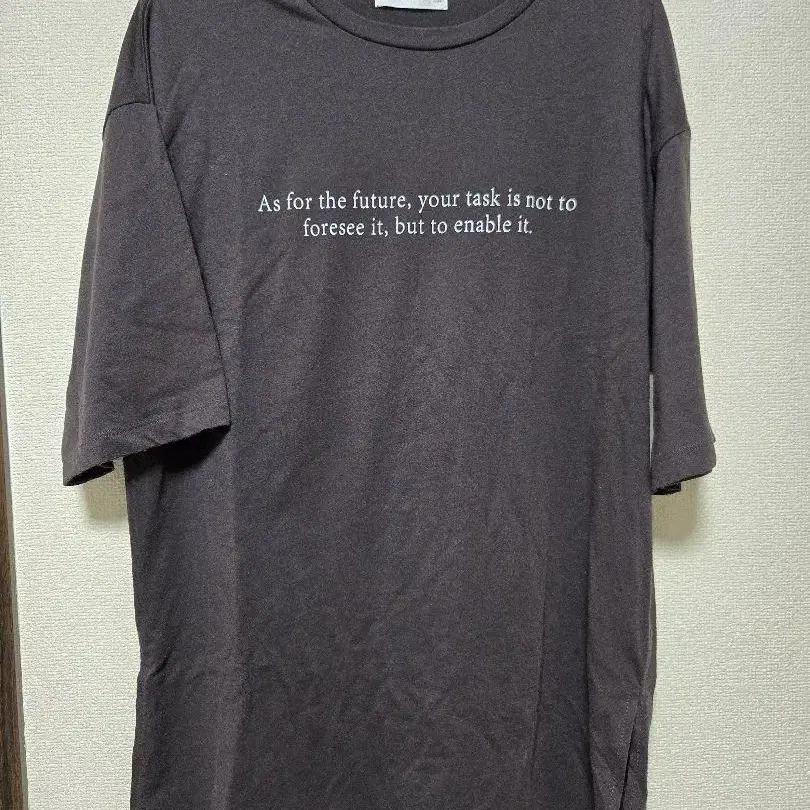 As for the future, your task is not to
foresee it, but to enable it.